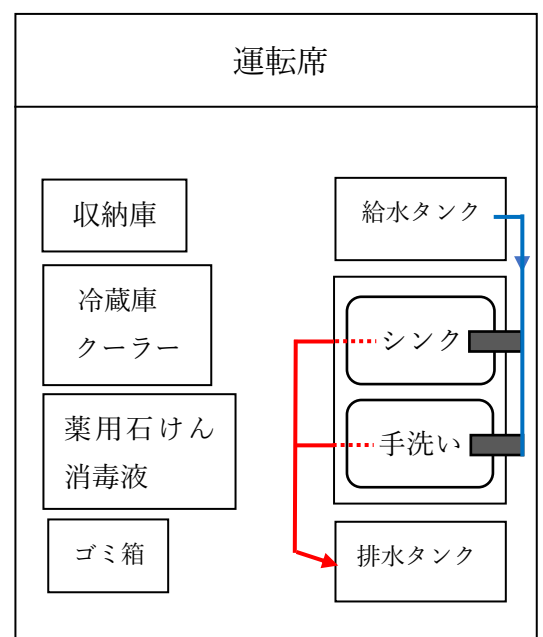 運転席
収納庫
冷蔵庫
クーラー
薬用石けん
消毒液
ゴミ箱
給水タンク
シンク
手洗い
排水タンク